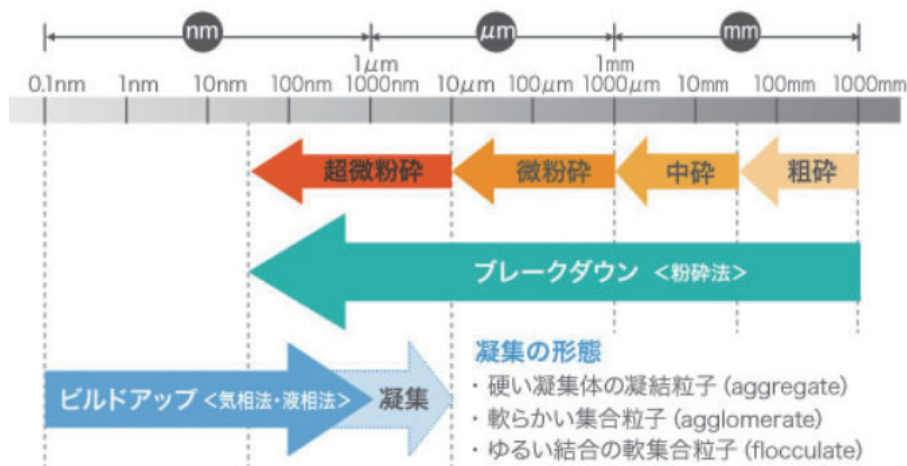 nm μm mm
1μm 1mm
0.1nm 1nm 10nm 100nm 1000nm 10μm 100μm 1000μm 10mm 100mm 1000mm
超微粉砕 微粉砕 中砕 粗砕
ブレークダウン <粉砕法>
ビルドアップ <気相法・液相法> 凝集
凝集の形態
・硬い凝集体の凝結粒子 (aggregate)
・軟らかい集合粒子 (agglomerate)
・ゆるい結合の軟集合粒子 (flocculate)